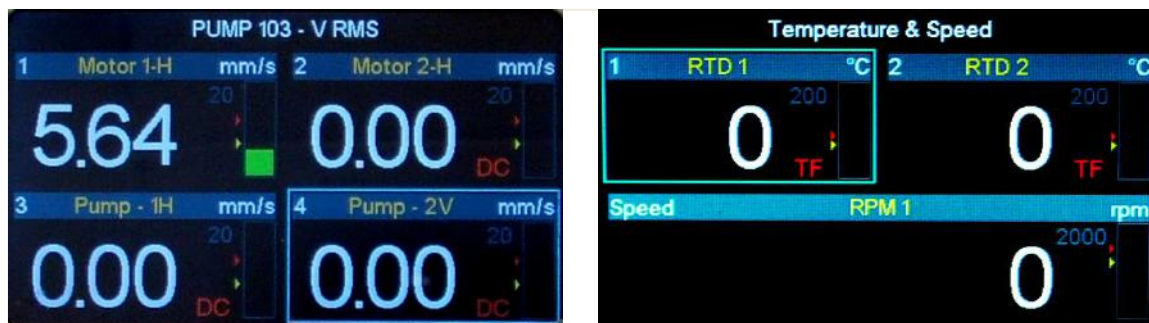 PUMP 103 - V RMS
1 Motor 1-H mm/s 2 Motor 2-H mm/s
20 20
5.64 0.00
DC
3 Pump - 1H mm/s 4 Pump - 2V mm/s
20 20
0.00 0.00
DC DC
Temperature & Speed
1 RTD 1 °C 2 RTD 2 °C
200 200
0 0
TF TF
Speed RPM 1 rpm
2000
0